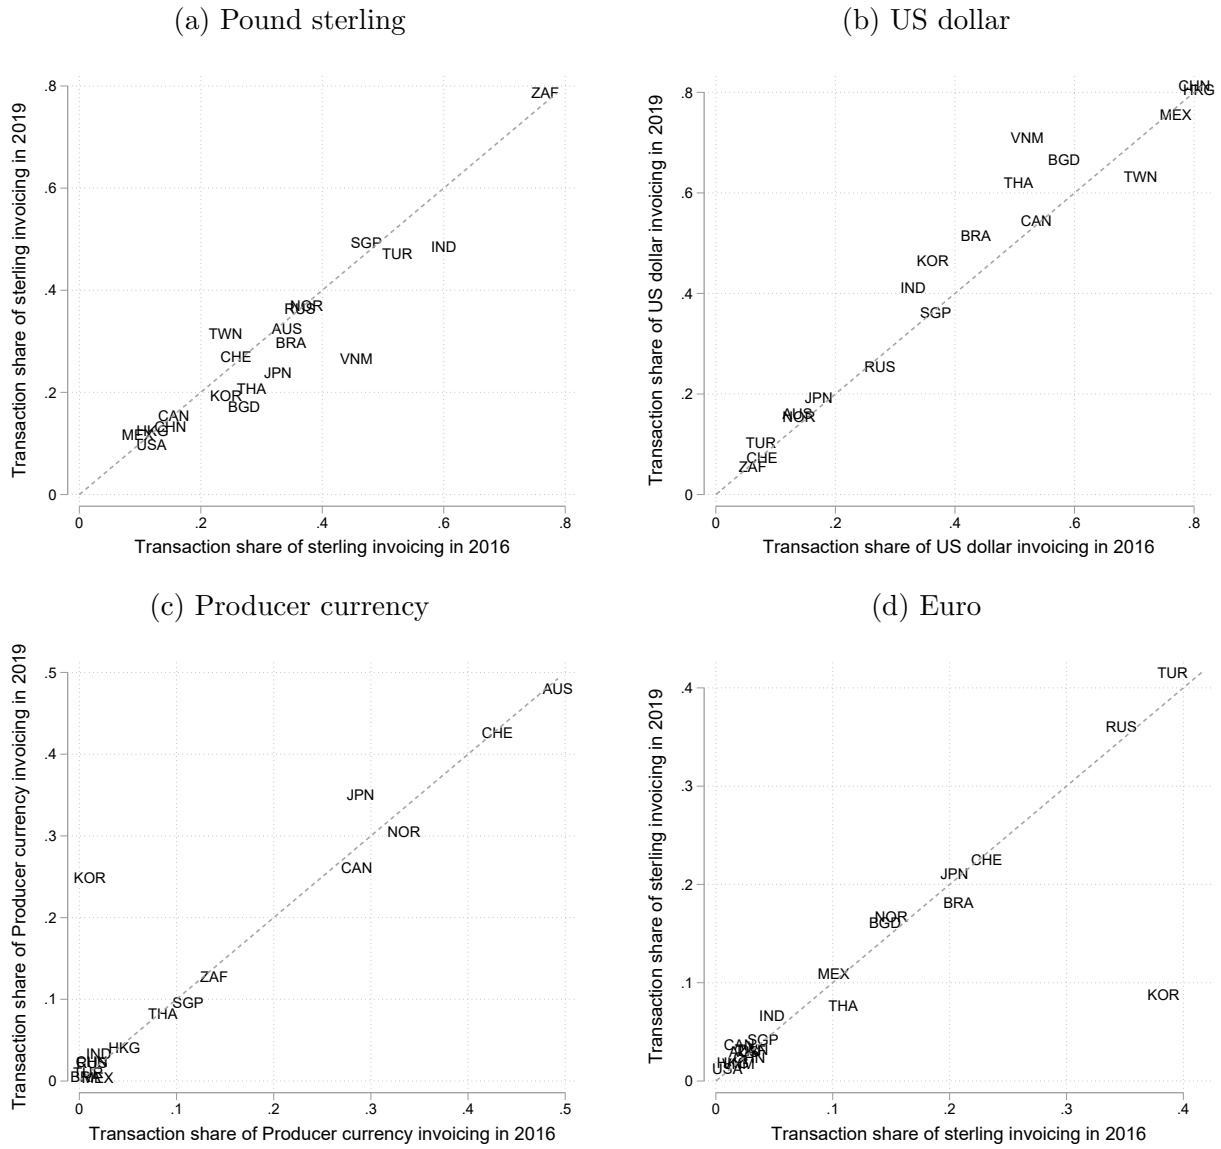 (a) Pound sterling
Transaction share of sterling invoicing in 2019
.8
.6
.4
.2
0
ZAF
SGP
TUR
IND
NOR
RUS
AUS
TWN
BRA
CHE
VNM
JPN
THA
KOR
BGD
CAN
CHN
HKG
MEX
USA
0 .2 .4 .6 .8
Transaction share of sterling invoicing in 2016
(b) US dollar
Transaction share of US dollar invoicing in 2019
.8
.6
.4
.2
0
CHN
HKG
MEX
VNM
BGD
TWN
THA
CAN
BRA
KOR
IND
SGP
RUS
JPN
AUS
NOR
TUR
CHE
ZAF
0 .2 .4 .6 .8
Transaction share of US dollar invoicing in 2016
(c) Producer currency
Transaction share of Producer currency invoicing in 2019
.5
.4
.3
.2
.1
0
AUS
CHE
JPN
NOR
CAN
KOR
ZAF
SGP
THA
HKG
IND
CHN
RUS
TUR
BRA
MEX
0 .1 .2 .3 .4 .5
Transaction share of Producer currency invoicing in 2016
(d) Euro
Transaction share of sterling invoicing in 2019
.4
.3
.2
.1
0
TUR
RUS
CHE
JPN
BRA
NOR
BGD
MEX
KOR
THA
IND
SGP
CAN
CHN
USA
0 .1 .2 .3 .4
Transaction share of sterling invoicing in 2016